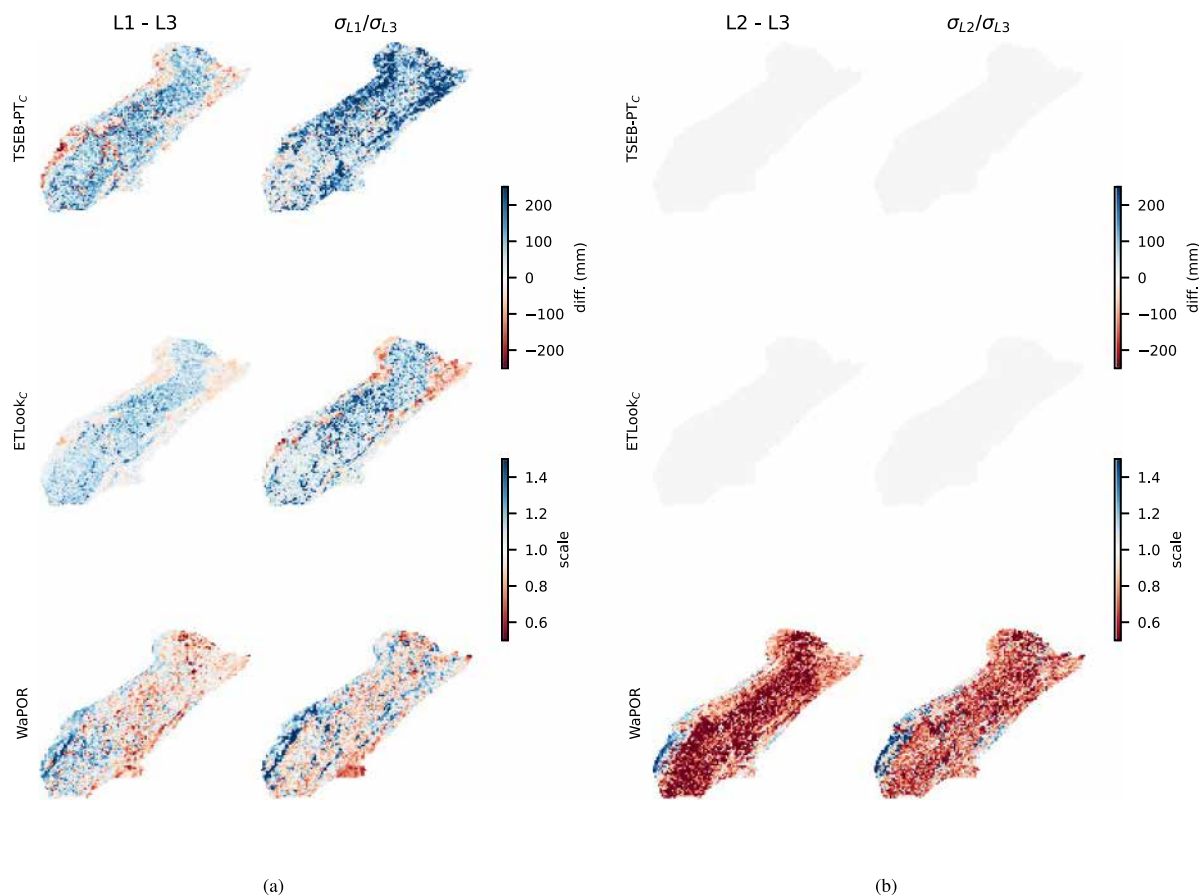 L1 - L3
σL1/σL3
L2 - L3
σL2/σL3
TSEB-PTC
TSEB-PTC
200
100
0
−100
−200
diff. (mm)
200
100
0
−100
−200
diff. (mm)
ETLookC
ETLookC
1.4
1.2
1.0
0.8
0.6
scale
1.4
1.2
1.0
0.8
0.6
scale
WaPOR
WaPOR
(a)
(b)